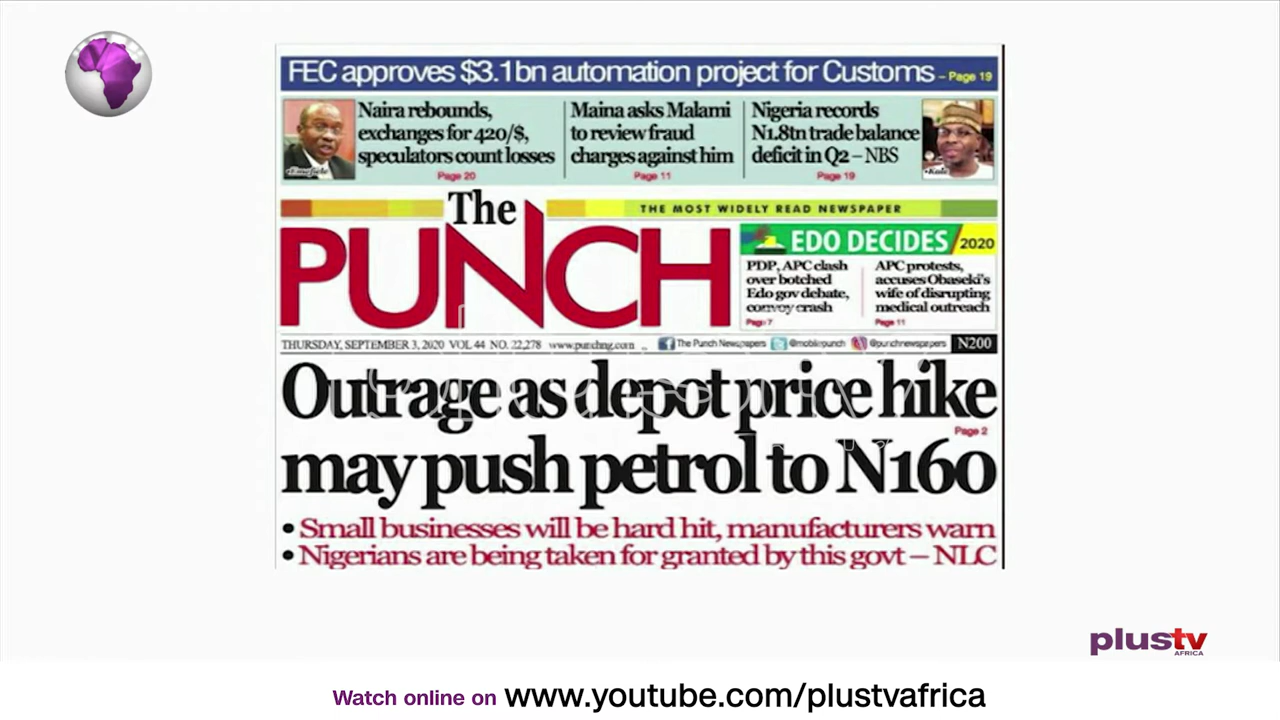 FEC approves $3.1bn automation project for Customs – Page 19
Naira rebounds,
exchanges for 420/$,
speculators count losses
Page 20
•Emefiele
Maina asks Malami
to review fraud
charges against him
Page 11
Nigeria records
N1.8tn trade balance
deficit in Q2 – NBS
Page 19
•Kale
The
PUNCH
THE MOST WIDELY READ NEWSPAPER
EDO DECIDES 2020
PDP, APC clash
over botched
Edo gov debate,
convoy crash
Page 7
APC protests,
accuses Obaseki's
wife of disrupting
medical outreach
Page 11
THURSDAY, SEPTEMBER 3, 2020 VOL 44 NO. 22,278 www.punchng.com The Punch Newspapers @mobilepunch @punchnewspapers N200
Outrage as depot price hike
Page 2
may push petrol to N160
• Small businesses will be hard hit, manufacturers warn
• Nigerians are being taken for granted by this govt – NLC
plustv
AFRICA
Watch online on www.youtube.com/plustvafrica